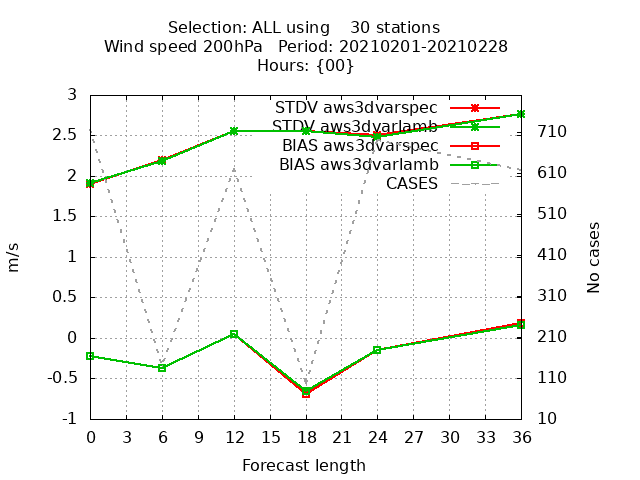 Selection: ALL using    30 stations
Wind speed 200hPa   Period: 20210201-20210228
Hours: {00}
STDV aws3dvarspec
STDV aws3dvarlamb
BIAS aws3dvarspec
BIAS aws3dvarlamb
CASES
3
2.5
2
1.5
1
0.5
0
-0.5
-1
m/s
710
610
510
410
310
210
110
10
No cases
0 3 6 9 12 15 18 21 24 27 30 33 36
Forecast length